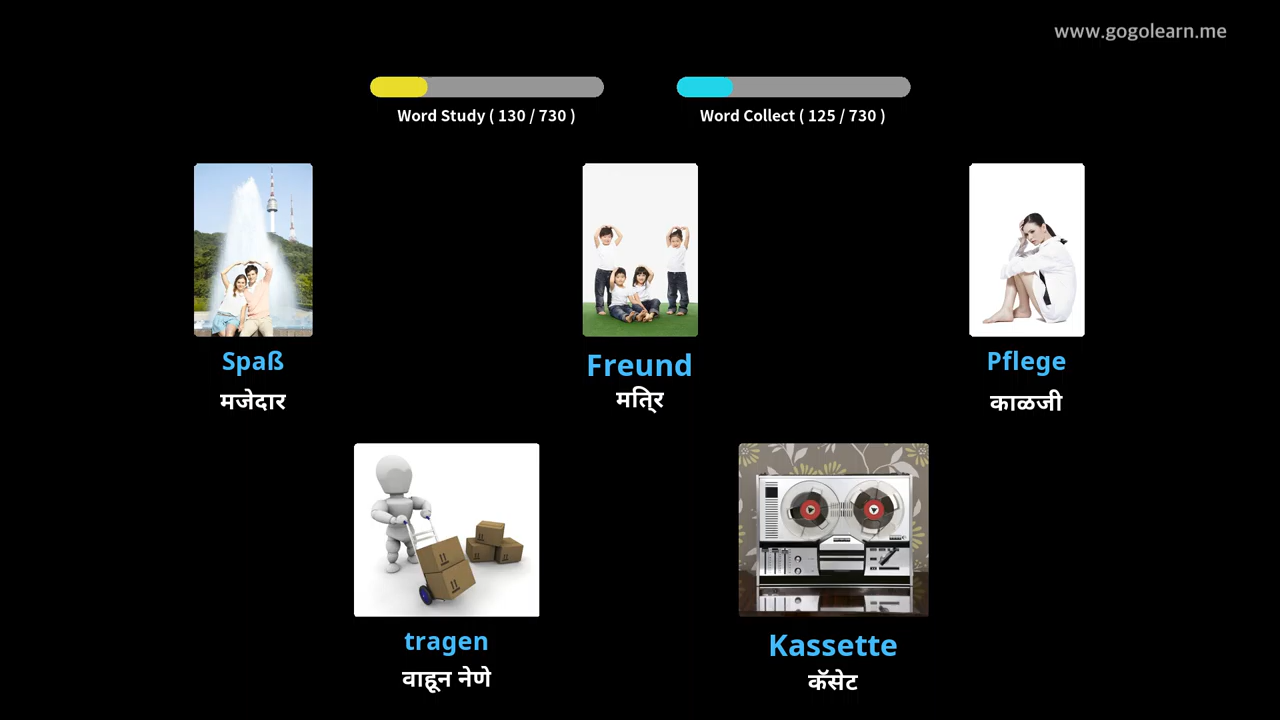 www.gogolearn.me
Word Study ( 130 / 730 )
Word Collect ( 125 / 730 )
Spaß
Freund
Pflege
मजेदार
मित्र
काळजी
tragen
Kassette
वाहून नेणे
कॅसेट